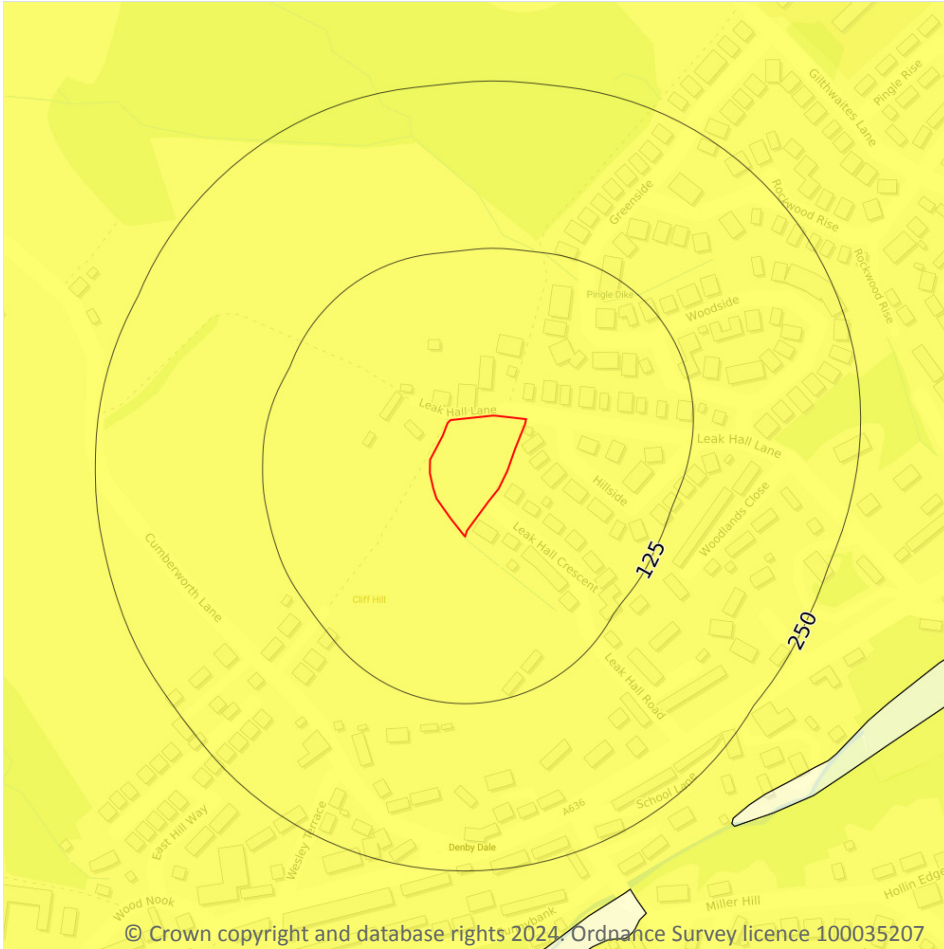 Gilthwaites Lane
Pingle Rise
Greenside
Rockwood Rise
Rockwood Rise
Pingle Dike
Woodside
Leak Hall Lane
Leak Hall Lane
Hillside
Woodlands Close
Leak Hall Crescent
125
Cumberworth Lane
Cliff Hill
250
Leak Hall Road
A636
School Lane
East Hill Way
Wesley Terrace
Denby Dale
Hollin Edge
Wood Nook
Miller Hill
© Crown copyright and database rights 2024. Ordnance Survey licence 100035207